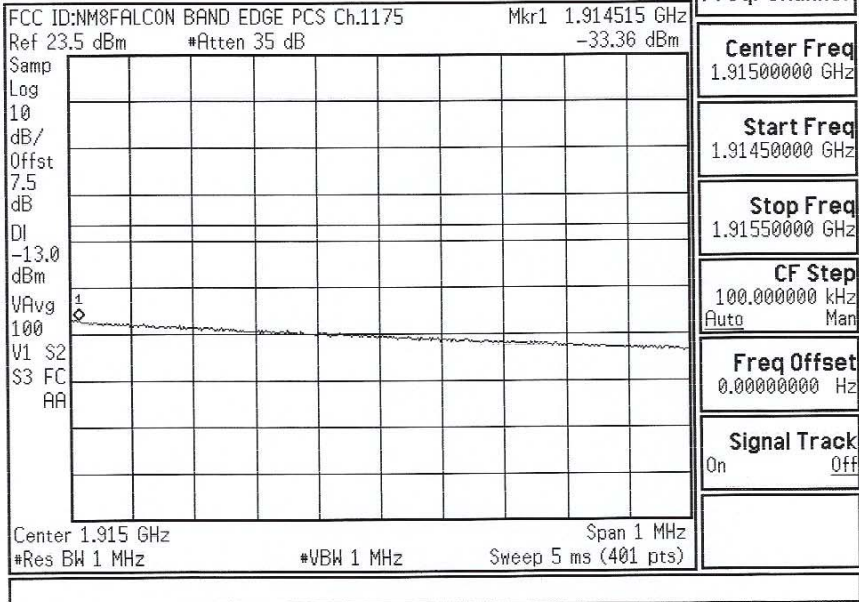 FCC ID:NM8FALCON BAND EDGE PCS Ch.1175
Mkr1 1.914515 GHz
Ref 23.5 dBm #Atten 35 dB -33.36 dBm
Samp
Log
10
dB/
Offst
7.5
dB
DI
-13.0
dBm
VAvg
100
V1 S2
S3 FC
AA
1
Center 1.915 GHz Span 1 MHz
#Res BW 1 MHz #VBW 1 MHz Sweep 5 ms (401 pts)
Center Freq
1.91500000 GHz
Start Freq
1.91450000 GHz
Stop Freq
1.91550000 GHz
CF Step
100.000000 kHz
Auto Man
Freq Offset
0.00000000 Hz
Signal Track
On Off